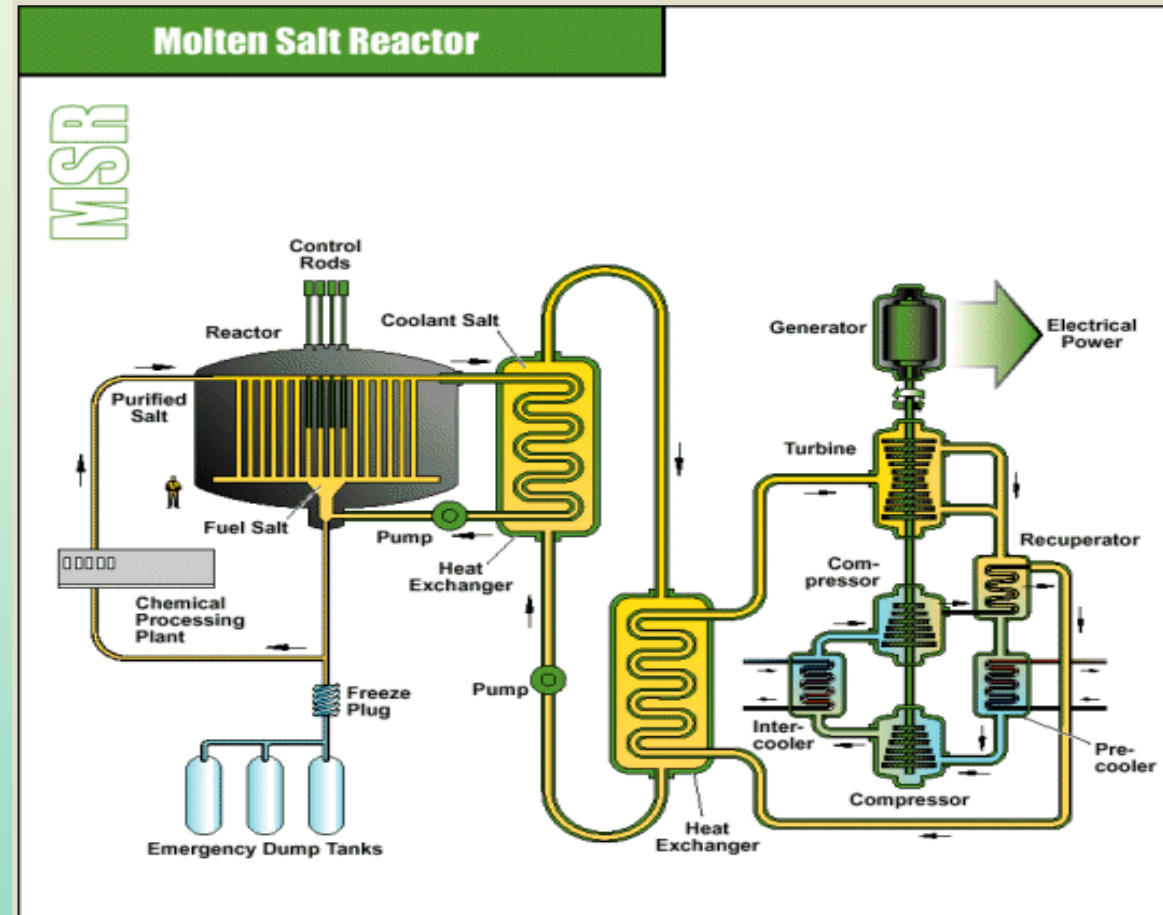 Molten Salt Reactor
MSR
Control
Rods
Reactor
Coolant Salt
Purified
Salt
Fuel Salt
Pump
Heat
Exchanger
Chemical
Processing
Plant
Freeze
Plug
Emergency Dump Tanks
Pump
Heat
Exchanger
Generator
Electrical
Power
Turbine
Recuperator
Com-
pressor
Inter-
cooler
Pre-
cooler
Compressor